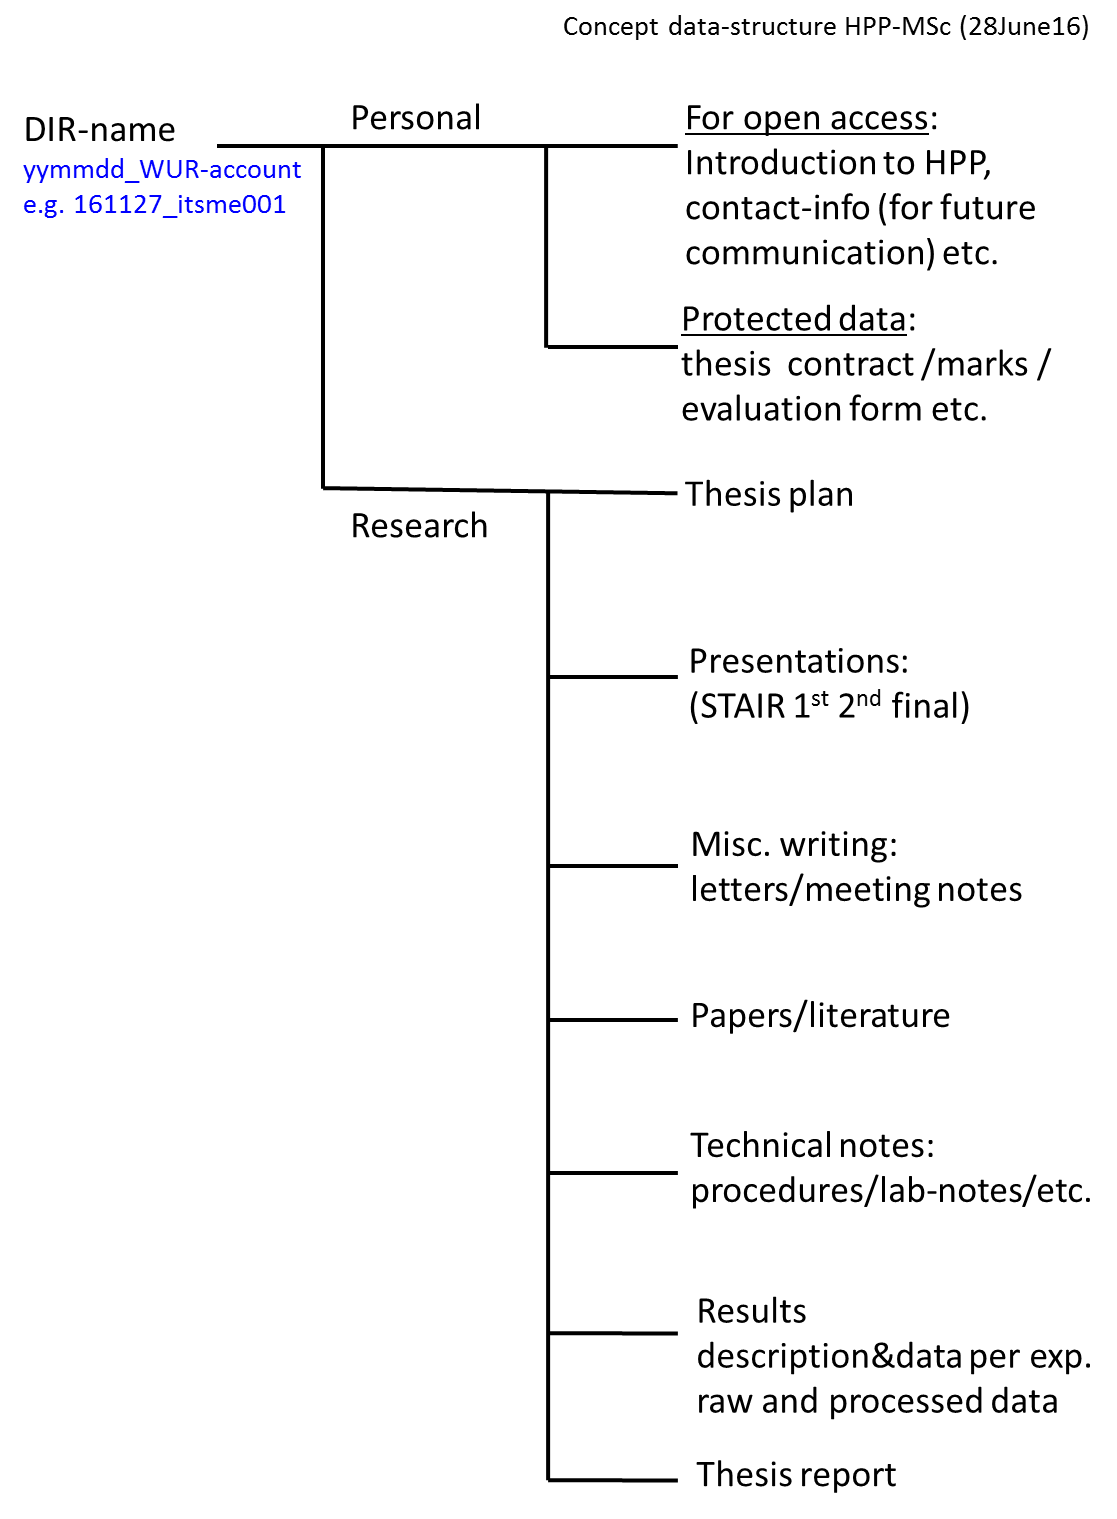 Concept data-structure HPP-MSc (28June16)
DIR-name
yymmdd_WUR-account
e.g. 161127_itsme001
Personal
For open access:
Introduction to HPP,
contact-info (for future
communication) etc.
Protected data:
thesis contract /marks /
evaluation form etc.
Research
Thesis plan
Presentations:
(STAIR 1st 2nd final)
Misc. writing:
letters/meeting notes
Papers/literature
Technical notes:
procedures/lab-notes/etc.
Results
description&data per exp.
raw and processed data
Thesis report